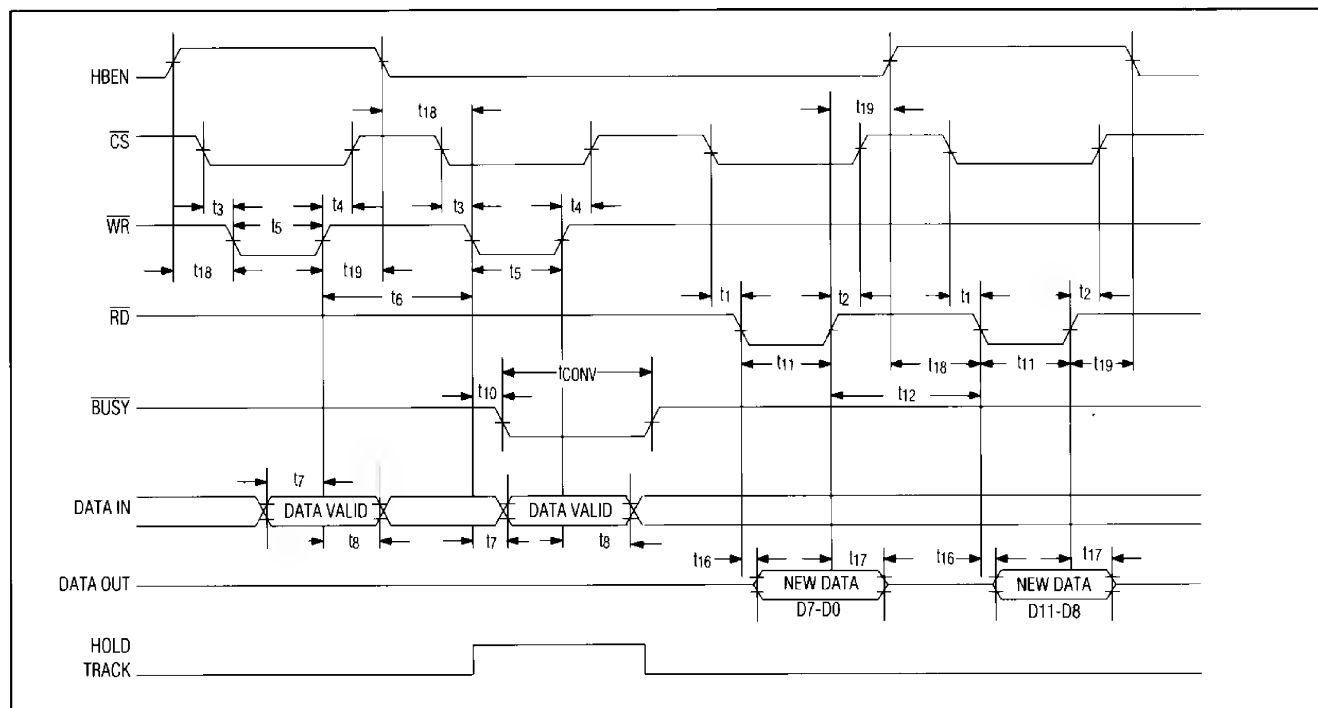 HBEN
t18
t19
CS
t3
t4
t3
t4
WR
t5
t18
t19
t5
t6
t1
t2
t1
t2
RD
t11
t18
t11
t19
tCONV
t10
t12
BUSY
t7
DATA IN
DATA VALID
DATA VALID
t8
t7
t8
t16
t17
t16
t17
DATA OUT
NEW DATA
NEW DATA
D7-D0
D11-D8
HOLD
TRACK